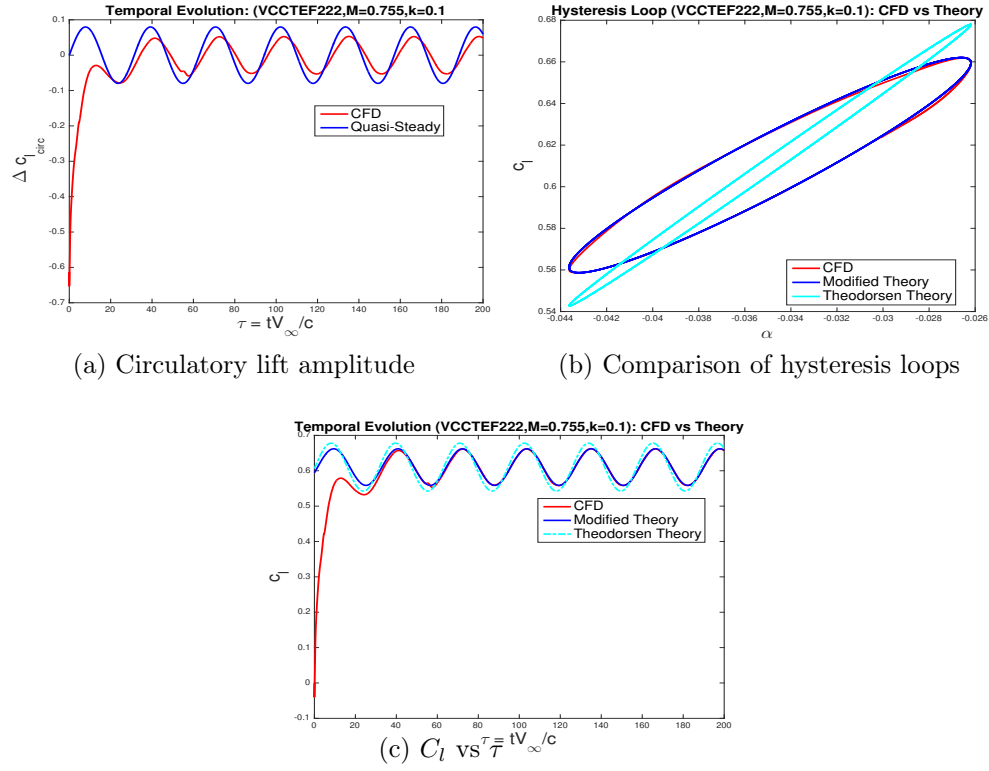 Temporal Evolution: (VCCTEF222,M=0.755,k=0.1
0.1
0
-0.1
-0.2
-0.3
-0.4
-0.5
-0.6
-0.7
Δ c_l_circ
CFD
Quasi-Steady
0 20 40 60 80 100 120 140 160 180 200
τ = tV∞/c
(a) Circulatory lift amplitude
Hysteresis Loop (VCCTEF222,M=0.755,k=0.1): CFD vs Theory
0.68
0.66
0.64
0.62
0.6
0.58
0.56
0.54
c_l
CFD
Modified Theory
Theodorsen Theory
-0.044 -0.042 -0.04 -0.038 -0.036 -0.034 -0.032 -0.03 -0.028 -0.026
α
(b) Comparison of hysteresis loops
Temporal Evolution (VCCTEF222,M=0.755,k=0.1): CFD vs Theory
0.7
0.6
0.5
0.4
0.3
0.2
0.1
0
-0.1
c_l
CFD
Modified Theory
Theodorsen Theory
0 20 40 60 80 100 120 140 160 180 200
τ = tV∞/c
(c) C_l vs τ